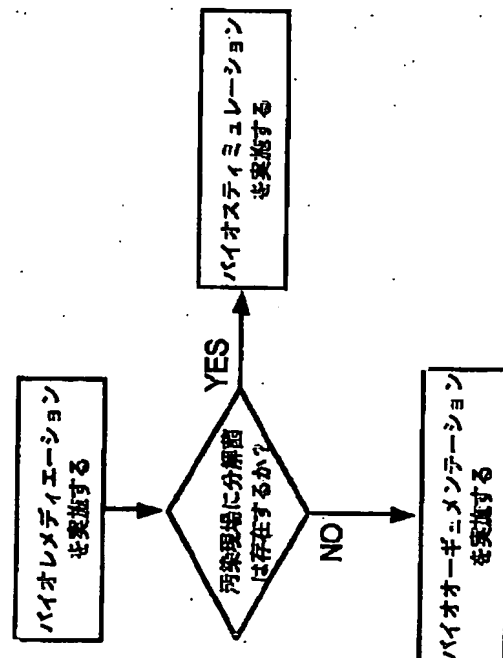 バイオレメディエーション
を実施する
汚染現場に分解菌
は存在するか?
YES
バイオスティミュレーション
を実施する
NO
バイオオーギュメンテーション
を実施する